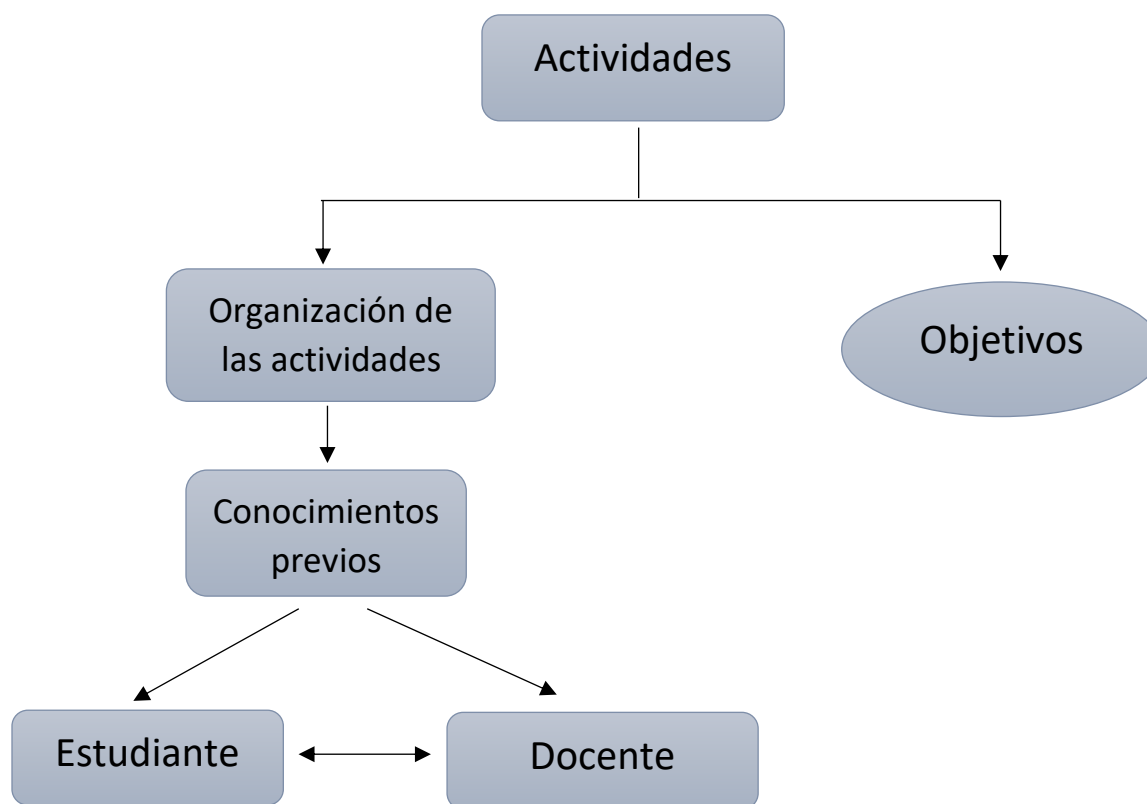 Actividades
Organización de
las actividades
Objetivos
Conocimientos
previos
Estudiante
Docente